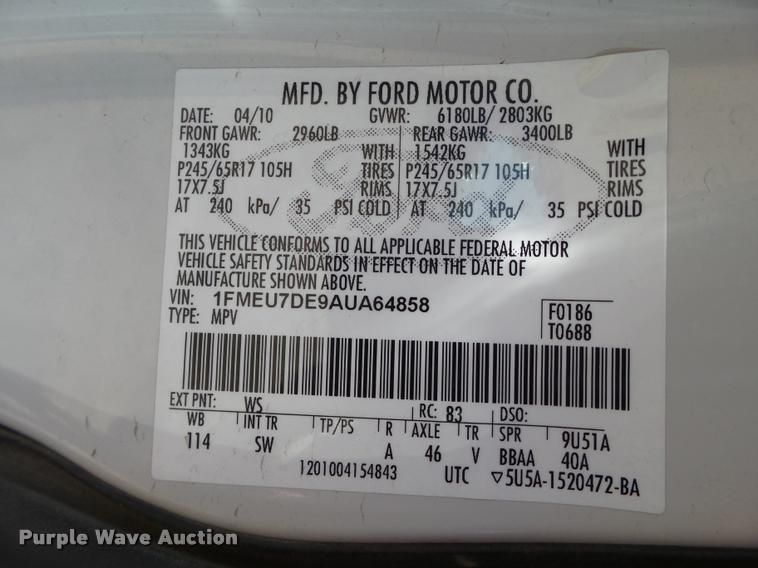 MFD. BY FORD MOTOR CO.
DATE: 04/10 GVWR: 6180LB/ 2803KG
FRONT GAWR: 2960LB REAR GAWR: 3400LB
1343KG WITH 1542KG WITH
P245/65R17 105H TIRES P245/65R17 105H TIRES
17X7.5J RIMS 17X7.5J RIMS
AT 240 kPa/ 35 PSI COLD AT 240 kPa/ 35 PSI COLD
THIS VEHICLE CONFORMS TO ALL APPLICABLE FEDERAL MOTOR
VEHICLE SAFETY STANDARDS IN EFFECT ON THE DATE OF
MANUFACTURE SHOWN ABOVE.
VIN: 1FMEU7DE9AUA64858 F0186
TYPE: MPV T0688
EXT PNT: WS RC: 83 DSO:
WB INT TR TP/PS R AXLE TR SPR 9U51A
114 SW A 46 V BBAA 40A
1201004154843 UTC ▽5U5A-1520472-BA
Purple Wave Auction